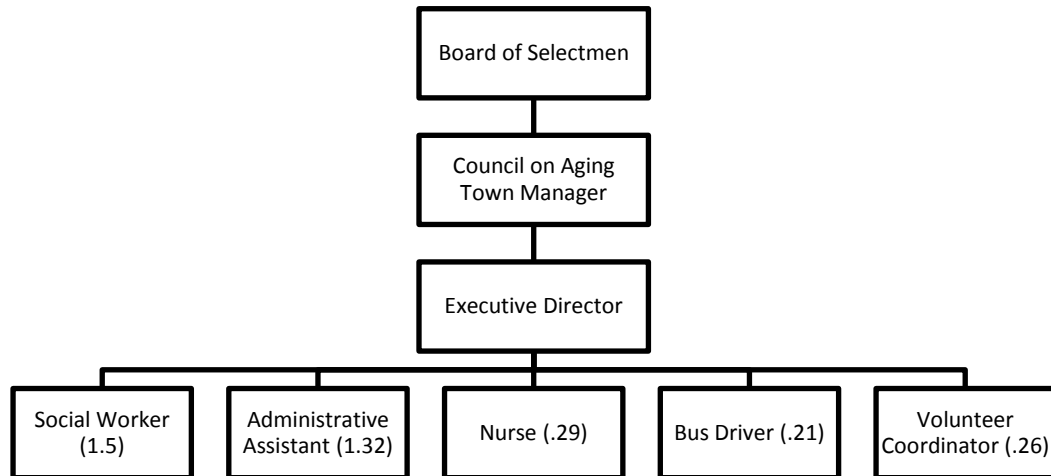 Board of Selectmen
Council on Aging
Town Manager
Executive Director
Social Worker
(1.5)
Administrative
Assistant (1.32)
Nurse (.29)
Bus Driver (.21)
Volunteer
Coordinator (.26)